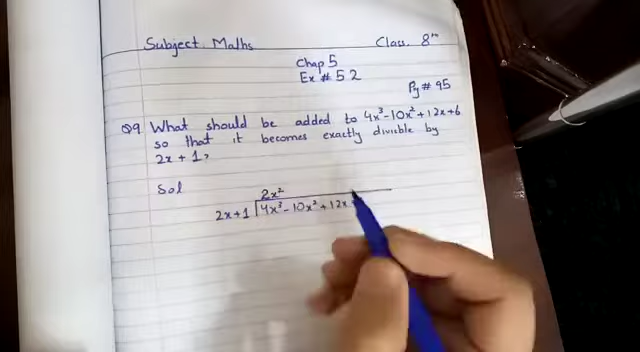 Subject. Maths Class. 8th
Chap 5
Ex # 5.2
Pg # 95
Q9 What should be added to 4x³-10x²+12x+6
so that it becomes exactly divisble by
2x + 1,
Sol
2x²
2x+1 4x³ - 10x² + 12x